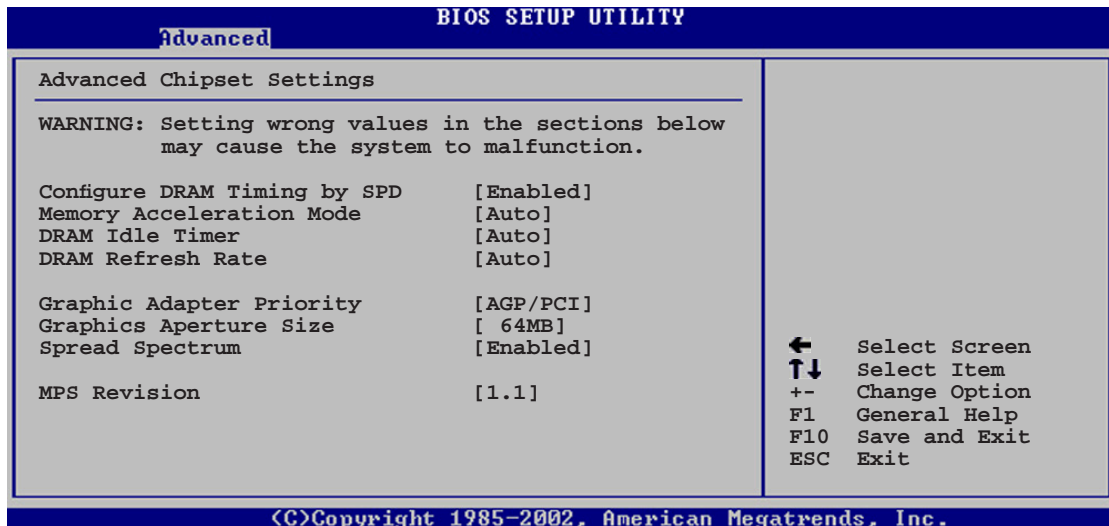 BIOS SETUP UTILITY
Advanced
Advanced Chipset Settings
WARNING: Setting wrong values in the sections below
may cause the system to malfunction.
Configure DRAM Timing by SPD [Enabled]
Memory Acceleration Mode [Auto]
DRAM Idle Timer [Auto]
DRAM Refresh Rate [Auto]
Graphic Adapter Priority [AGP/PCI]
Graphics Aperture Size [ 64MB]
Spread Spectrum [Enabled]
MPS Revision [1.1]
← Select Screen
↑↓ Select Item
+- Change Option
F1 General Help
F10 Save and Exit
ESC Exit
(C)Copyright 1985-2002, American Megatrends, Inc.